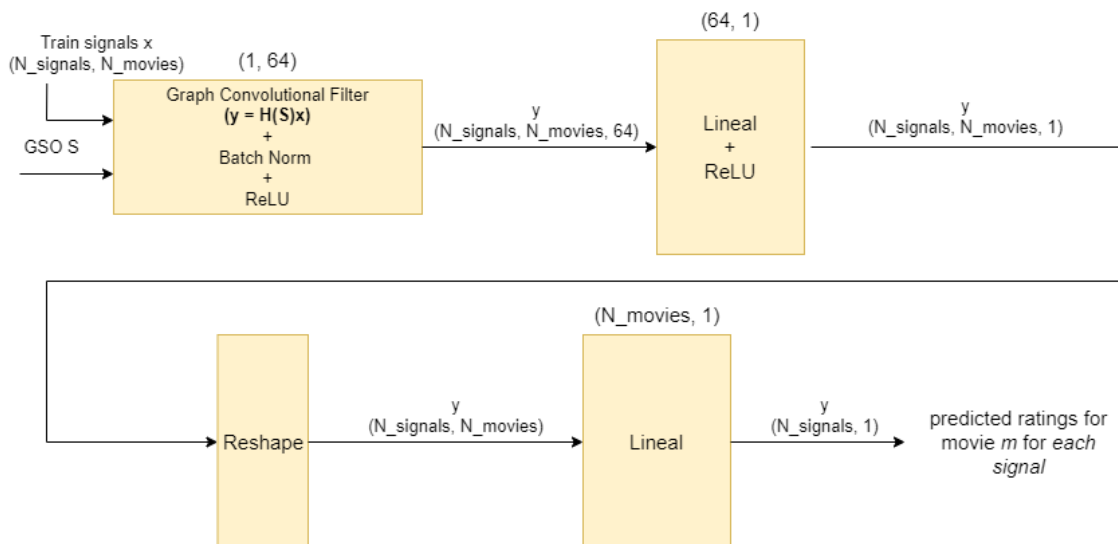 Train signals x
(N_signals, N_movies)
GSO S
(1, 64)
Graph Convolutional Filter
(y = H(S)x)
+
Batch Norm
+
ReLU
y
(N_signals, N_movies, 64)
(64, 1)
Lineal
+
ReLU
y
(N_signals, N_movies, 1)
Reshape
y
(N_signals, N_movies)
(N_movies, 1)
Lineal
y
(N_signals, 1)
predicted ratings for
movie m for each
signal